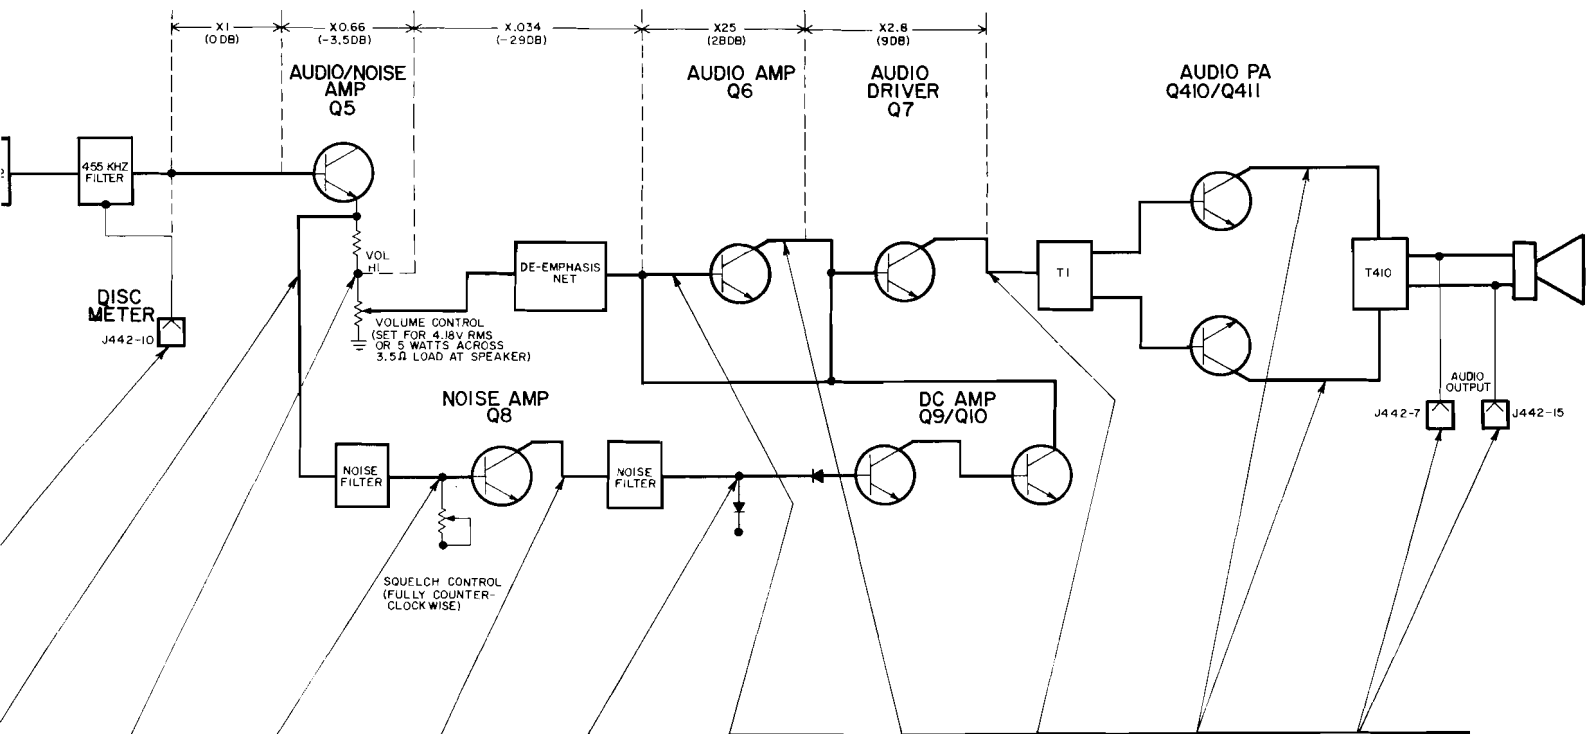 X1
(0 DB)
X0.66
(-3.5DB)
X.034
(-29DB)
X25
(28DB)
X2.8
(9DB)
AUDIO/NOISE
AMP
Q5
AUDIO AMP
Q6
AUDIO
DRIVER
Q7
AUDIO PA
Q410/Q411
455 KHZ
FILTER
VOL
HI
DE-EMPHASIS
NET
T1
T410
DISC
METER
J442-10
VOLUME CONTROL
(SET FOR 4.18V RMS
OR 5 WATTS ACROSS
3.5Ω LOAD AT SPEAKER)
NOISE AMP
Q8
DC AMP
Q9/Q10
AUDIO
OUTPUT
J442-7
J442-15
NOISE
FILTER
NOISE
FILTER
SQUELCH CONTROL
(FULLY COUNTER-
CLOCKWISE)